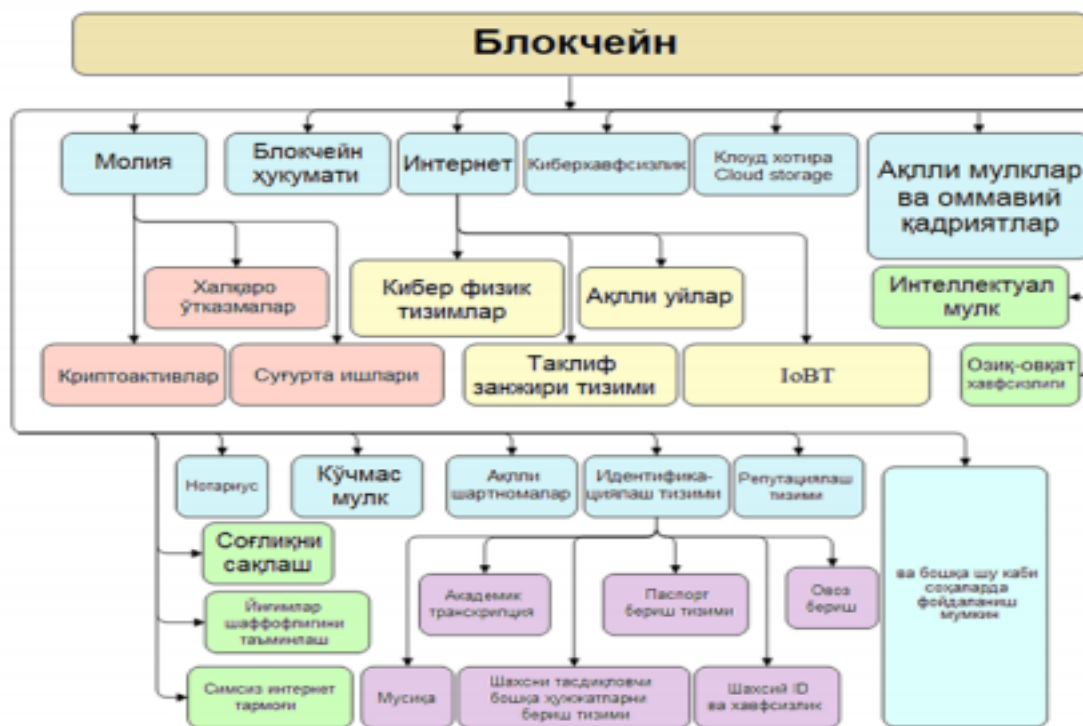 Блокчейн
Молия
Блокчейн
ҳукумати
Интернет
Киберхавфсизлик
Клоуд хотира
Cloud storage
Ақлли мулклар
ва оммавий
қадриятлар
Халқаро
ўтказмалар
Кибер физик
тизимлар
Ақлли уйлар
Интеллектуал
мулк
Криптоактивлар
Суғурта ишлари
Таклиф
занжири тизими
IoBT
Озиқ-овқат
хавфсизлиги
Нотариус
Кўчмас
мулк
Ақлли
шартномалар
Идентифика-
циялаш тизими
Репутациялаш
тизими
ва бошқа шу каби
соҳаларда
фойдаланиш
мумкин
Соғлиқни
сақлаш
Академик
транскрипция
Паспорт
бериш тизими
Овоз
бериш
Йиғимлар
шаффофлигини
таъминлаш
Симсиз интернет
тармоғи
Мусиқа
Шахсни тасдиқловчи
бошқа ҳужжатларни
бериш тизими
Шахсий ID
ва хавфсизлик